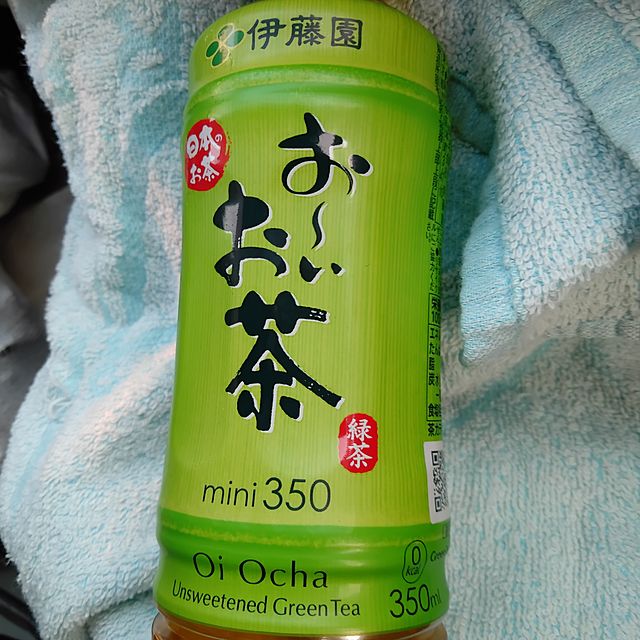 伊藤園
日本の
お茶
お～い
お茶
緑茶
mini 350
Oi Ocha
0
kcal
Unsweetened Green Tea
350ml